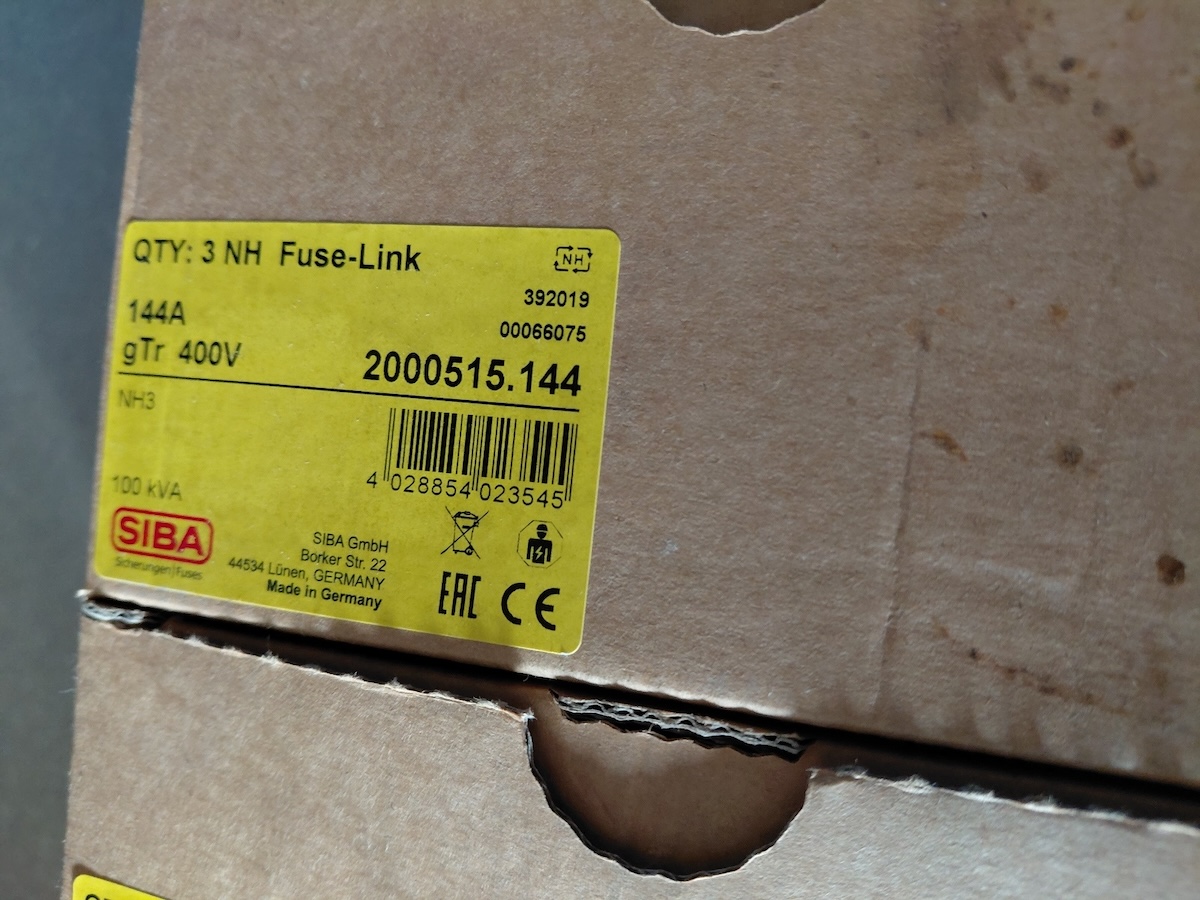 QTY: 3 NH Fuse-Link
NH
392019
144A
00066075
gTr 400V
2000515.144
NH3
4 028854 023545
100 kVA
SIBA
Sicherungen|Fuses
SIBA GmbH
Borker Str. 22
44534 Lünen, GERMANY
Made in Germany
EAC CE